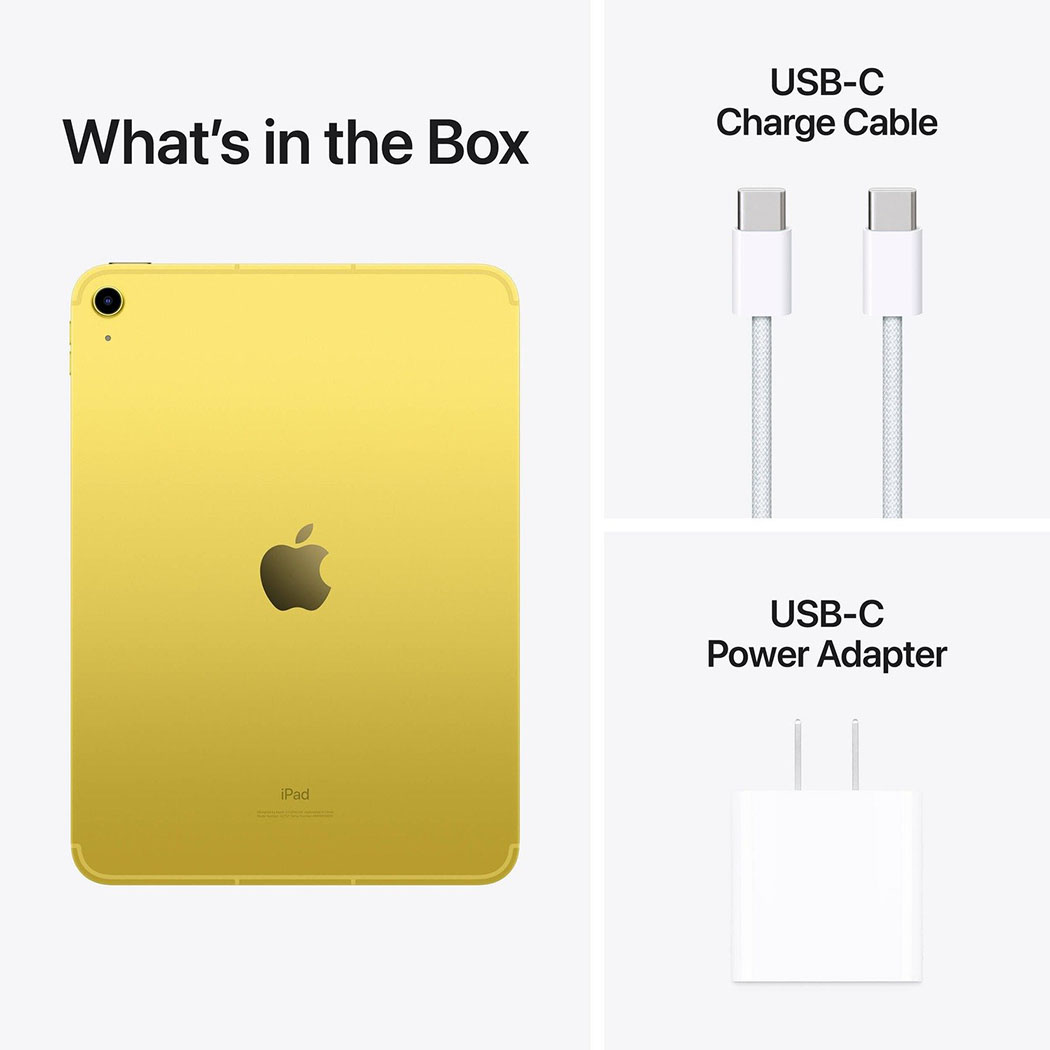 What's in the Box
iPad
USB-C
Charge Cable
USB-C
Power Adapter